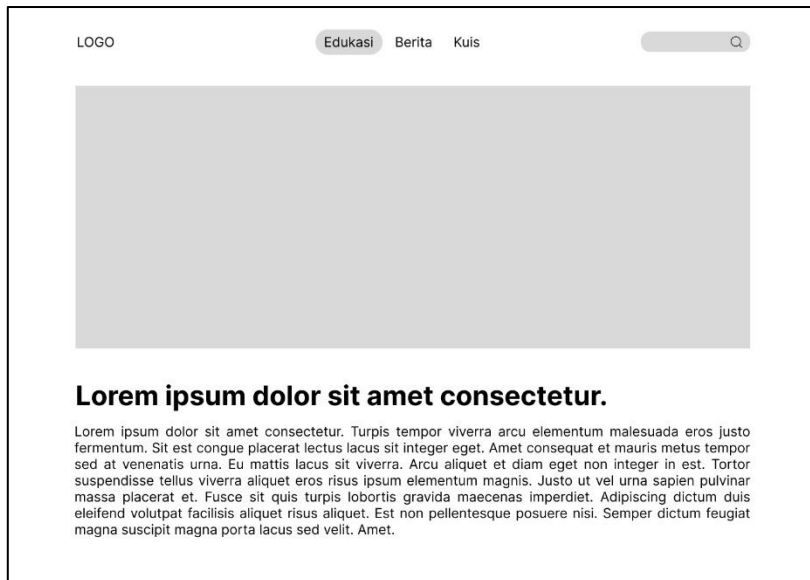 LOGO Edukasi Berita Kuis
Lorem ipsum dolor sit amet consectetur.
Lorem ipsum dolor sit amet consectetur. Turpis tempor viverra arcu elementum malesuada eros justo
fermentum. Sit est congue placerat lectus lacus sit integer eget. Amet consequat et mauris metus tempor
sed at venenatis urna. Eu mattis lacus sit viverra. Arcu aliquet et diam eget non integer in est. Tortor
suspendisse tellus viverra aliquet eros risus ipsum elementum magnis. Justo ut vel urna sapien pulvinar
massa placerat et. Fusce sit quis turpis lobortis gravida maecenas imperdiet. Adipiscing dictum duis
eleifend volutpat facilisis aliquet risus aliquet. Est non pellentesque posuere nisi. Semper dictum feugiat
magna suscipit magna porta lacus sed velit. Amet.